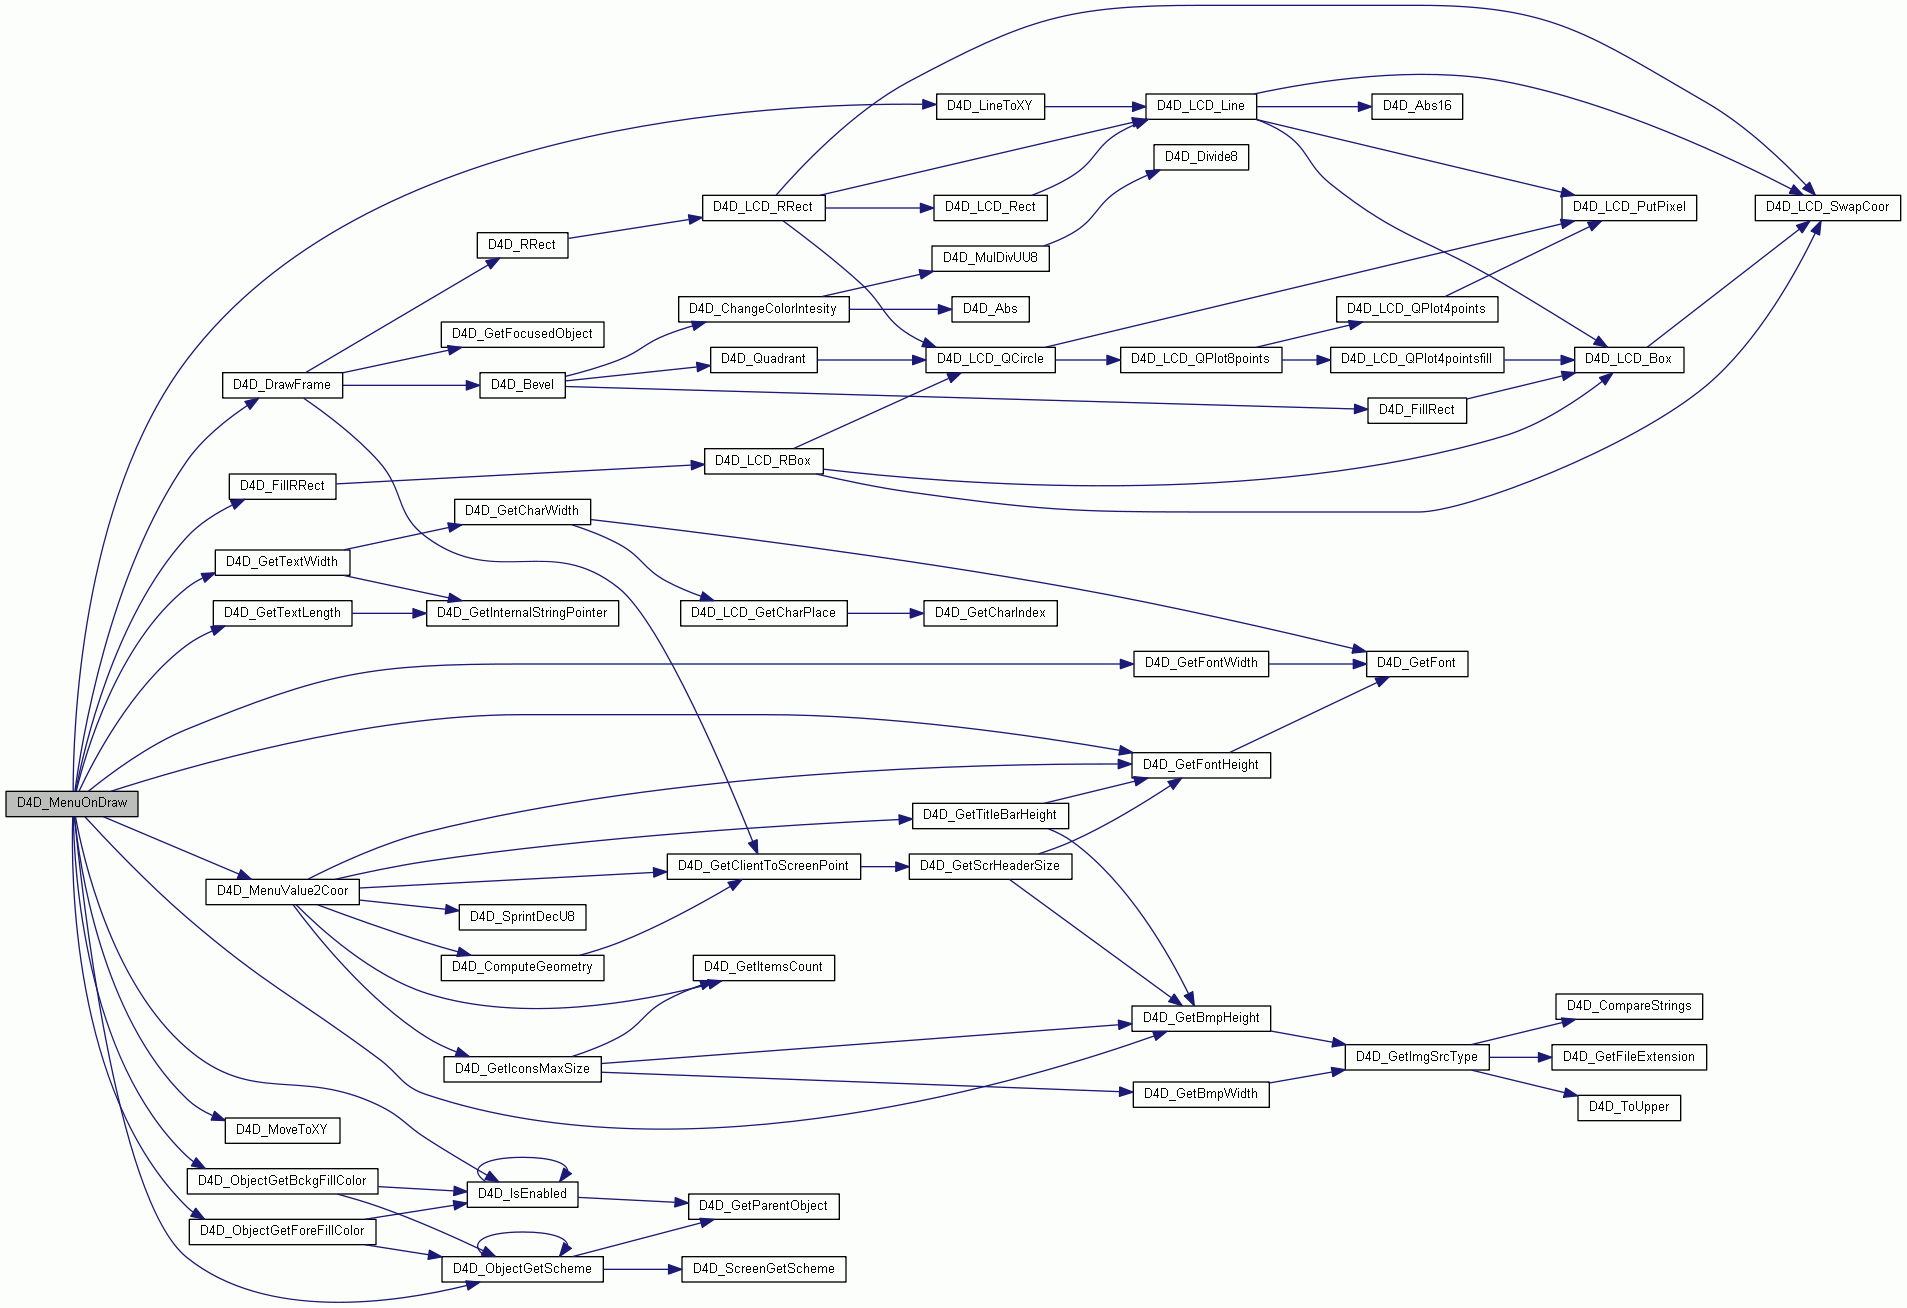 D4D_LineToXY
D4D_LCD_Line
D4D_Abs16
D4D_Divide8
D4D_LCD_RRect
D4D_LCD_Rect
D4D_LCD_PutPixel
D4D_LCD_SwapCoor
D4D_RRect
D4D_MulDivUU8
D4D_ChangeColorIntesity
D4D_Abs
D4D_LCD_QPlot4points
D4D_GetFocusedObject
D4D_Quadrant
D4D_LCD_QCircle
D4D_LCD_QPlot8points
D4D_LCD_QPlot4pointsfill
D4D_LCD_Box
D4D_DrawFrame
D4D_Bevel
D4D_FillRect
D4D_LCD_RBox
D4D_FillRRect
D4D_GetCharWidth
D4D_GetTextWidth
D4D_GetTextLength
D4D_GetInternalStringPointer
D4D_LCD_GetCharPlace
D4D_GetCharIndex
D4D_GetFontWidth
D4D_GetFont
D4D_GetFontHeight
D4D_MenuOnDraw
D4D_GetTitleBarHeight
D4D_GetClientToScreenPoint
D4D_GetScrHeaderSize
D4D_MenuValue2Coor
D4D_SprintDecU8
D4D_ComputeGeometry
D4D_GetItemsCount
D4D_CompareStrings
D4D_GetBmpHeight
D4D_GetImgSrcType
D4D_GetFileExtension
D4D_GetIconsMaxSize
D4D_GetBmpWidth
D4D_ToUpper
D4D_MoveToXY
D4D_ObjectGetBckgFillColor
D4D_IsEnabled
D4D_GetParentObject
D4D_ObjectGetForeFillColor
D4D_ObjectGetScheme
D4D_ScreenGetScheme